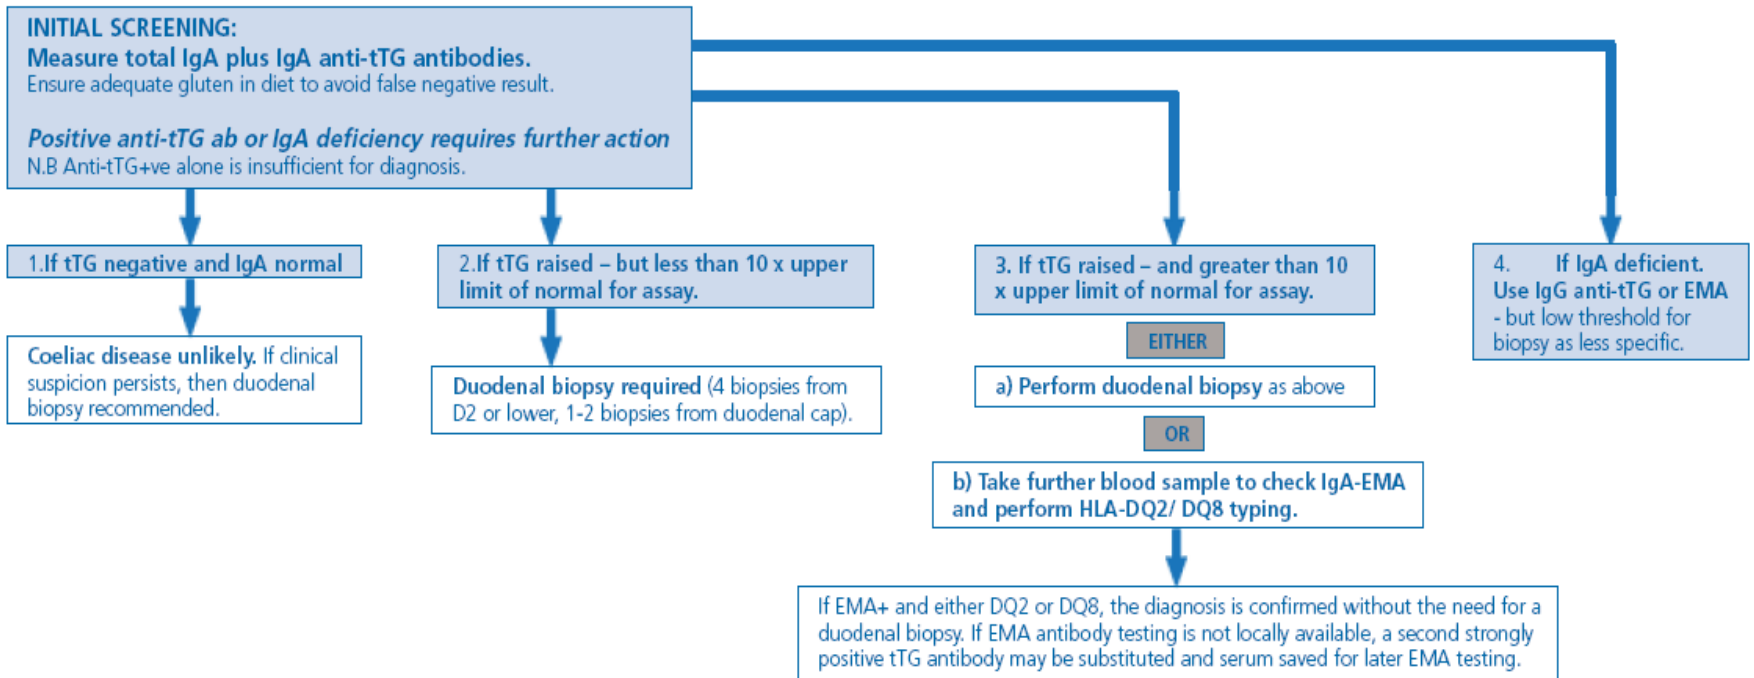 INITIAL SCREENING:
Measure total IgA plus IgA anti-tTG antibodies.
Ensure adequate gluten in diet to avoid false negative result.
Positive anti-tTG ab or IgA deficiency requires further action
N.B Anti-tTG+ve alone is insufficient for diagnosis.
1.If tTG negative and IgA normal
Coeliac disease unlikely. If clinical
suspicion persists, then duodenal
biopsy recommended.
2.If tTG raised – but less than 10 x upper
limit of normal for assay.
Duodenal biopsy required (4 biopsies from
D2 or lower, 1-2 biopsies from duodenal cap).
3. If tTG raised – and greater than 10
x upper limit of normal for assay.
EITHER
a) Perform duodenal biopsy as above
OR
b) Take further blood sample to check IgA-EMA
and perform HLA-DQ2/ DQ8 typing.
If EMA+ and either DQ2 or DQ8, the diagnosis is confirmed without the need for a
duodenal biopsy. If EMA antibody testing is not locally available, a second strongly
positive tTG antibody may be substituted and serum saved for later EMA testing.
4. If IgA deficient.
Use IgG anti-tTG or EMA
- but low threshold for
biopsy as less specific.